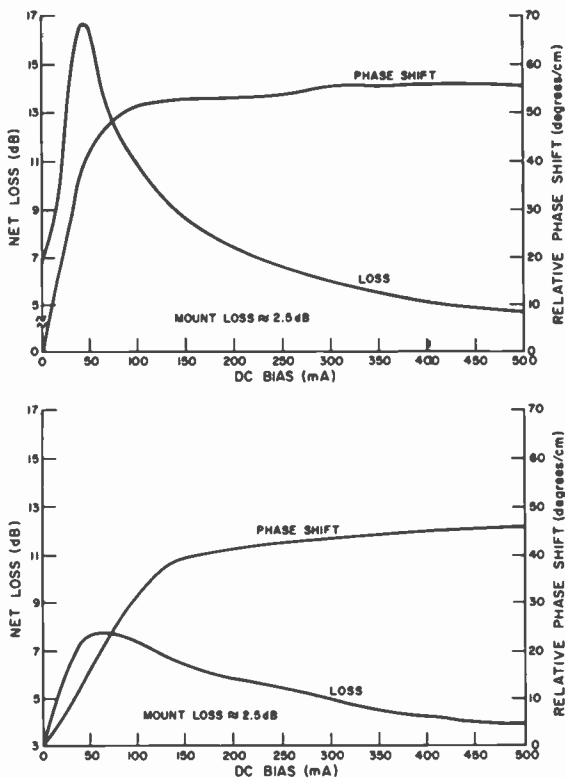 17
15
13
11
9
7
5
0
NET LOSS (dB)
70
60
50
40
30
20
10
0
RELATIVE PHASE SHIFT (degrees/cm)
PHASE SHIFT
LOSS
MOUNT LOSS ≈ 2.5 dB
0 50 100 150 200 250 300 350 400 450 500
DC BIAS (mA)
17
15
13
11
9
7
5
3
NET LOSS (dB)
70
60
50
40
30
20
10
0
RELATIVE PHASE SHIFT (degrees/cm)
PHASE SHIFT
LOSS
MOUNT LOSS ≈ 2.5dB
0 50 100 150 200 250 300 350 400 450 500
DC BIAS (mA)